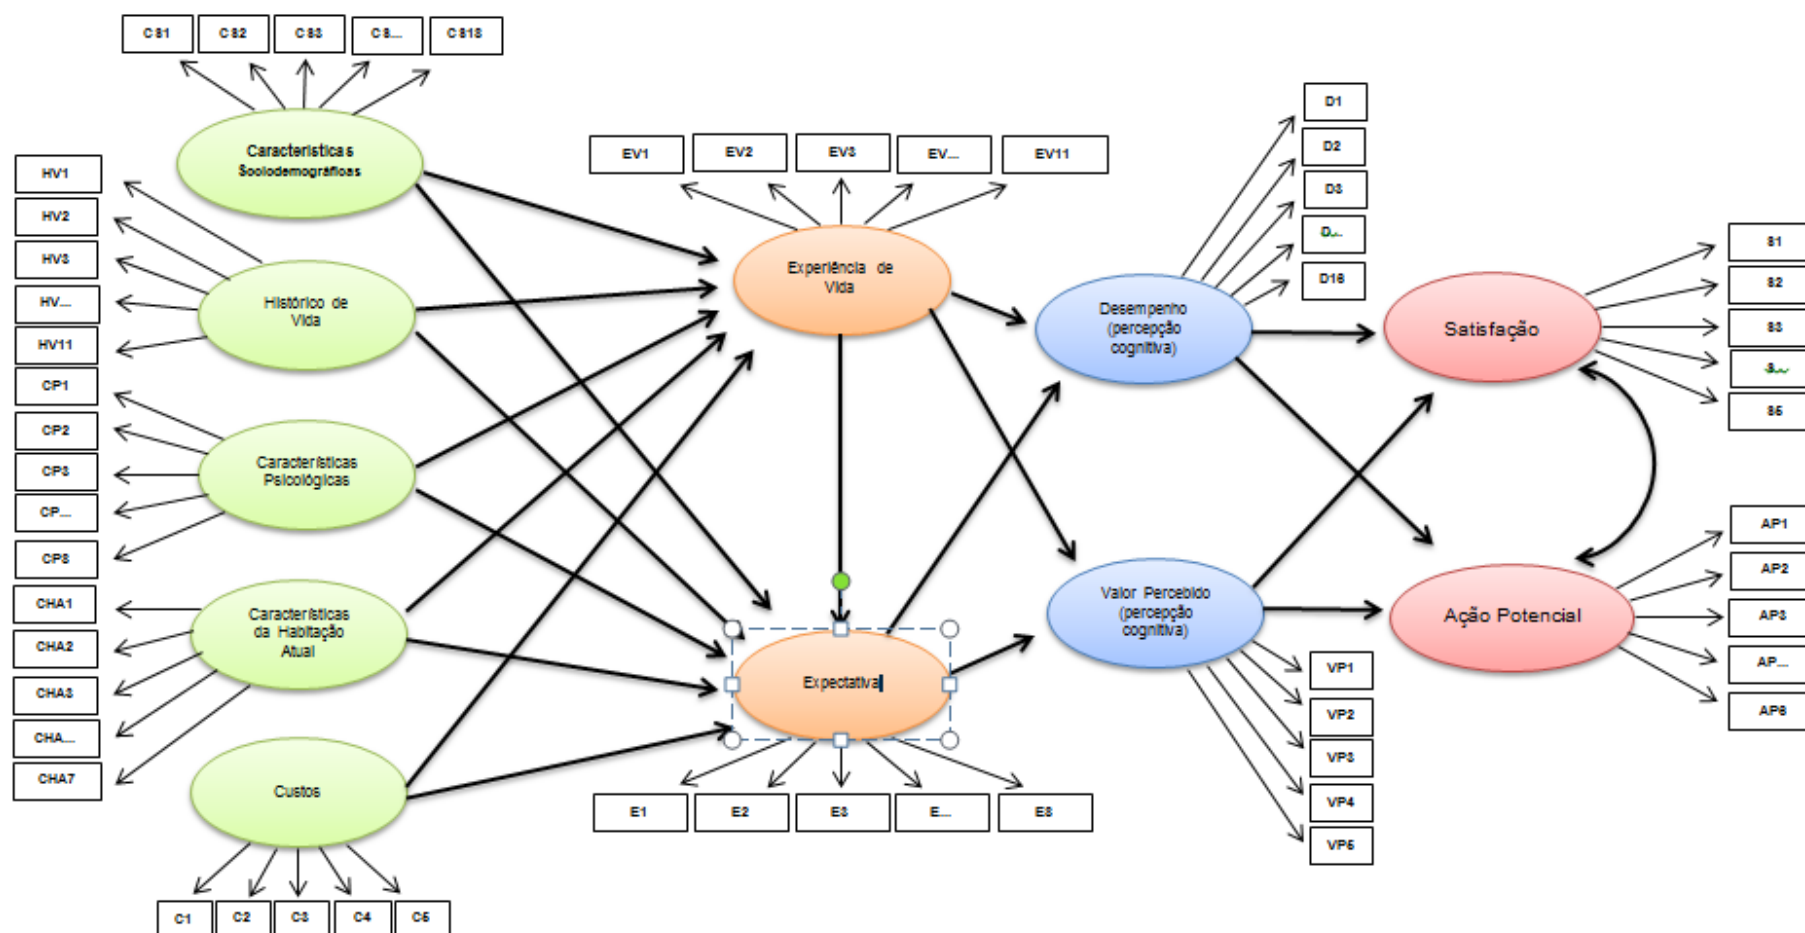 CS1
CS2
CS3
CS...
CS13
Características
Sociodemográficas
HV1
HV2
HV3
HV...
HV11
Histórico de
Vida
CP1
CP2
CP3
CP...
CP8
Características
Psicológicas
CHA1
CHA2
CHA3
CHA...
CHA7
Características
da Habitação
Atual
Custos
C1
C2
C3
C4
C5
EV1
EV2
EV3
EV...
EV11
Experiência de
Vida
Expectativa
E1
E2
E3
E...
E8
D1
D2
D3
D...
D16
Desempenho
(percepção
cognitiva)
Valor Percebido
(percepção
cognitiva)
VP1
VP2
VP3
VP4
VP5
Satisfação
S1
S2
S3
S...
S5
Ação Potencial
AP1
AP2
AP3
AP...
AP6